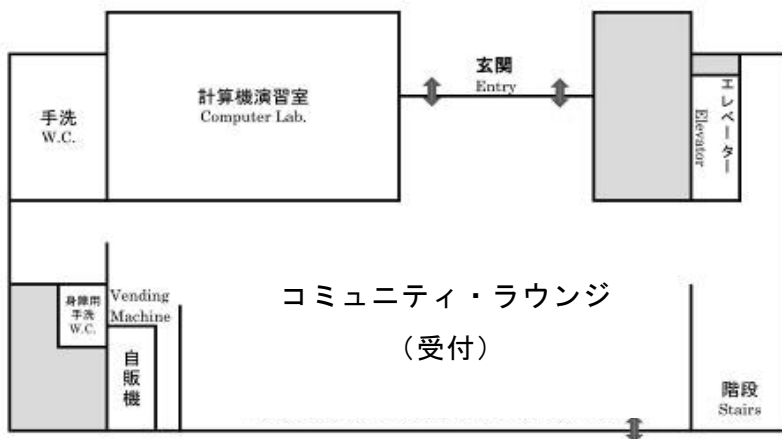 玄関
Entry
計算機演習室
Computer Lab.
手洗
W.C.
エレベーター
Elevator
コミュニティ・ラウンジ
（受付）
身障用
手洗
W.C.
Vending
Machine
自販機
階段
Stairs